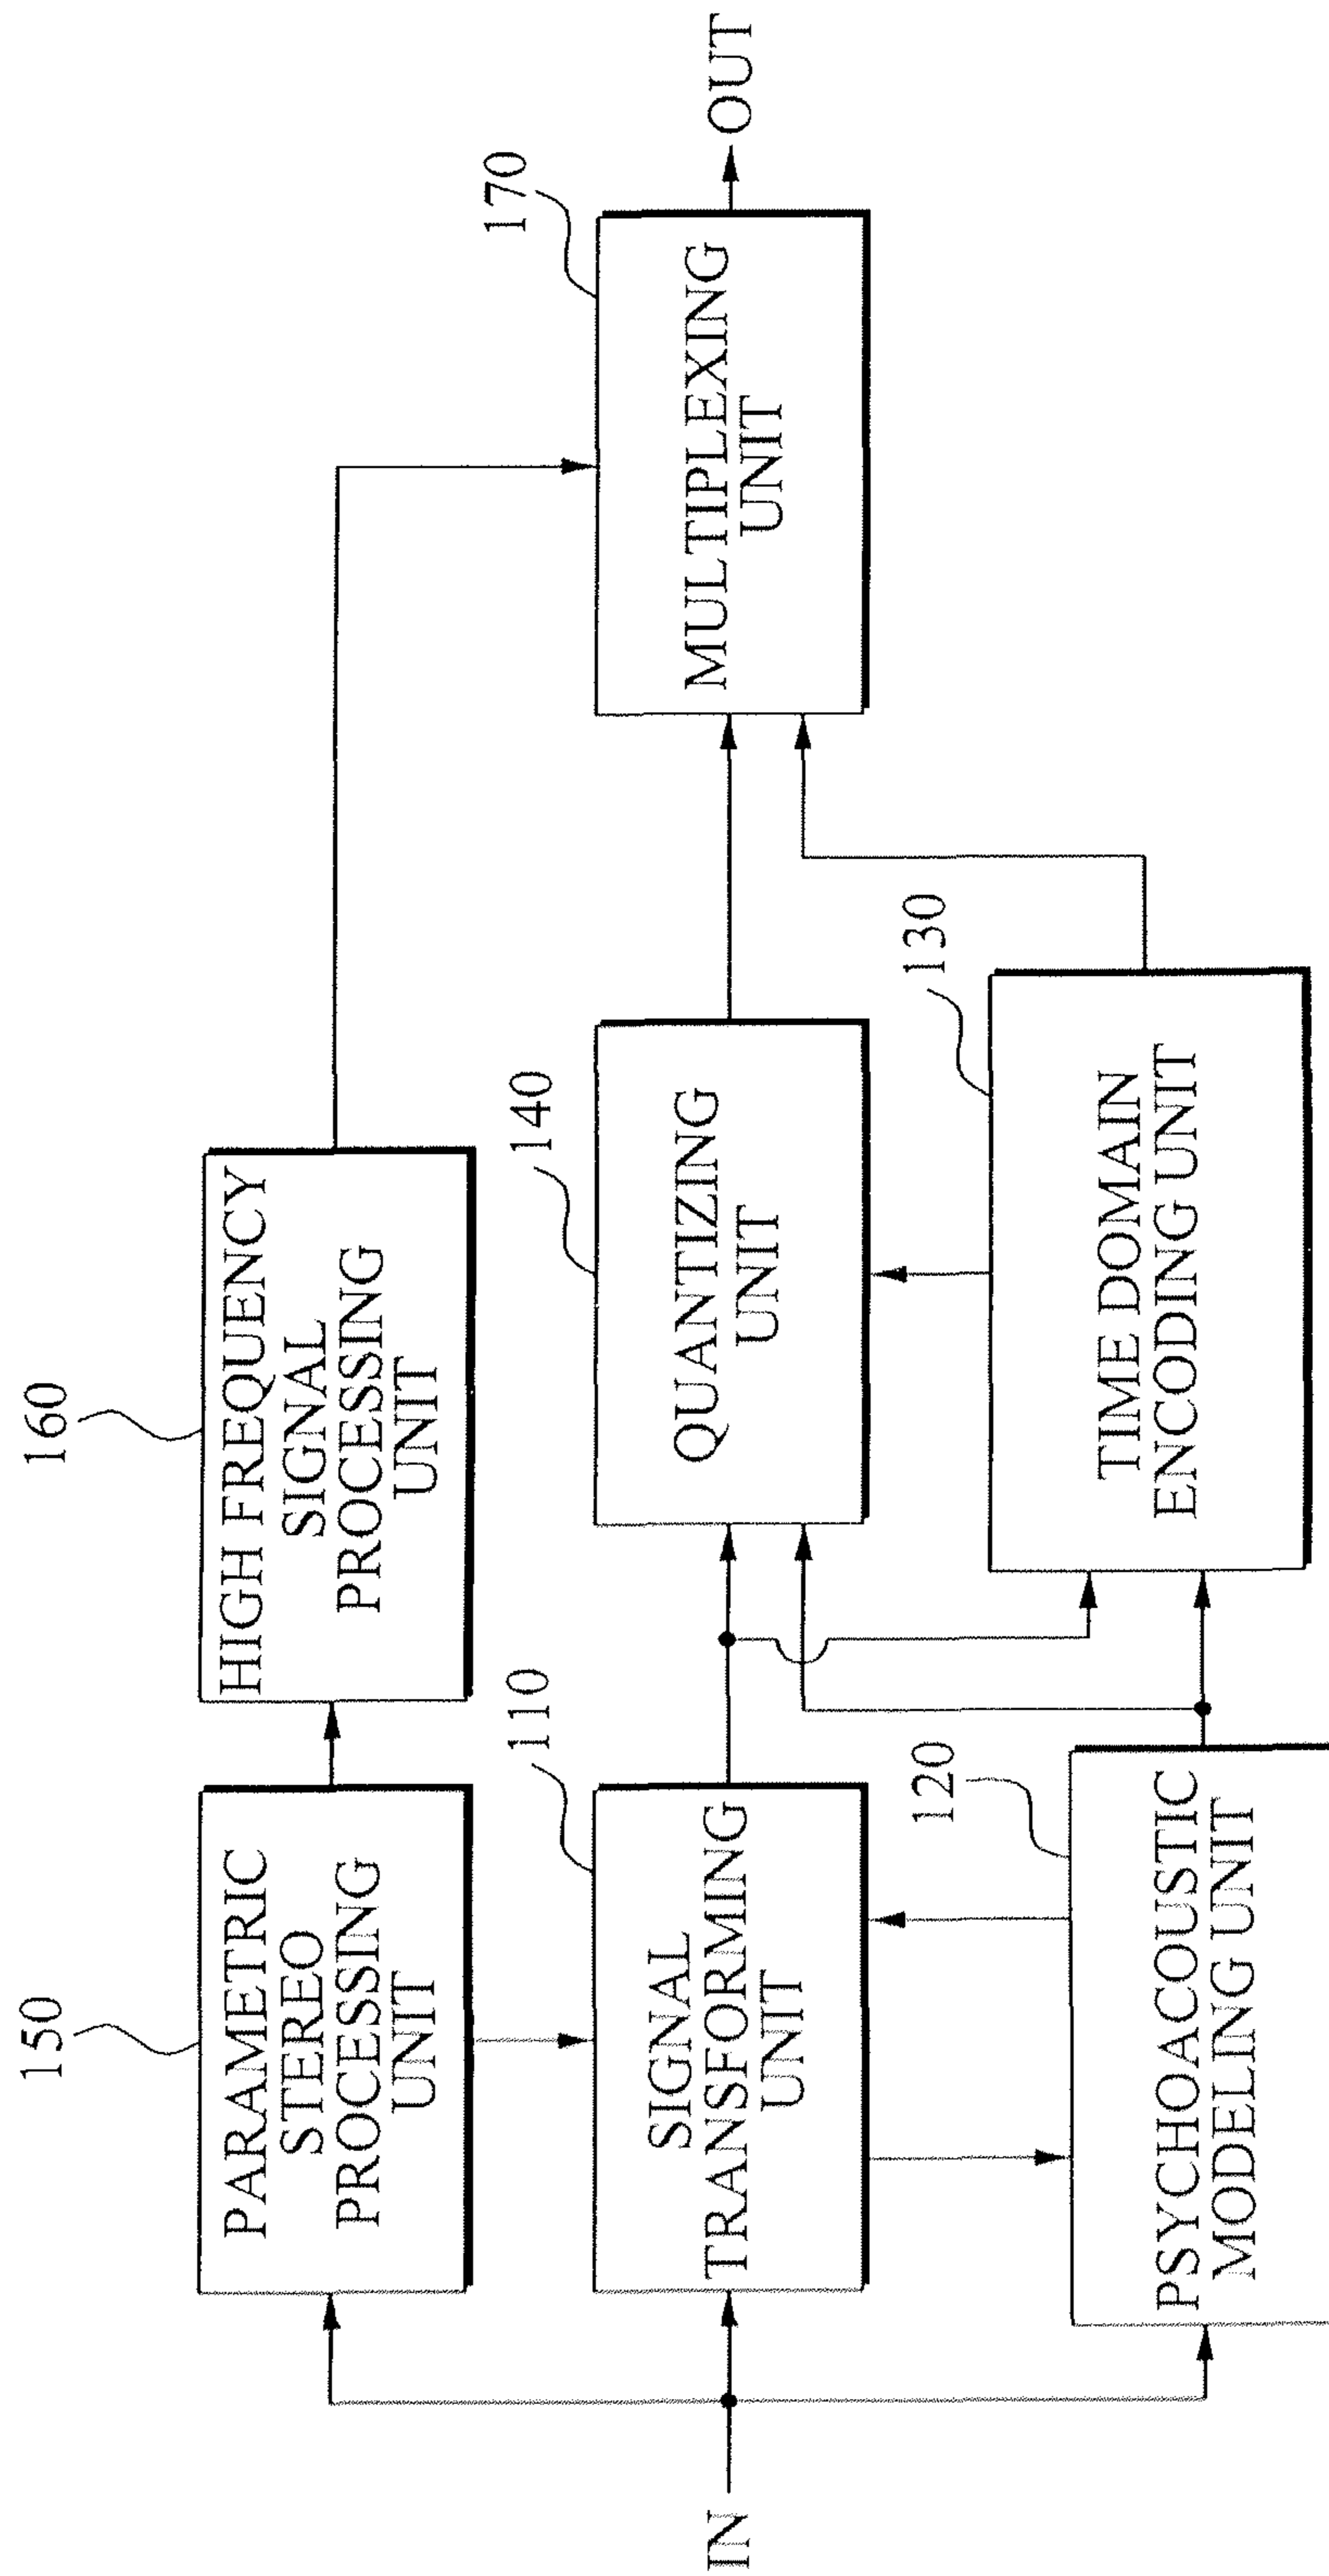 150
PARAMETRIC
STEREO
PROCESSING
UNIT
160
HIGH FREQUENCY
SIGNAL
PROCESSING
UNIT
IN
110
SIGNAL
TRANSFORMING
UNIT
140
QUANTIZING
UNIT
170
MULTIPLEXING
UNIT
OUT
120
PSYCHOACOUSTIC
MODELING UNIT
130
TIME DOMAIN
ENCODING UNIT